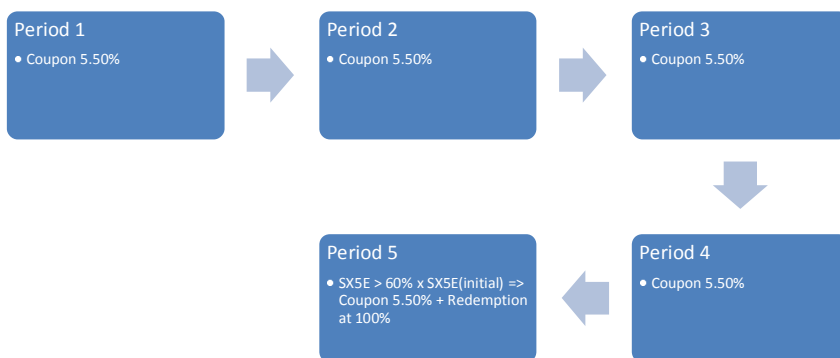 Period 1
• Coupon 5.50%
Period 2
• Coupon 5.50%
Period 3
• Coupon 5.50%
Period 4
• Coupon 5.50%
Period 5
• SX5E > 60% x SX5E(initial) =>
Coupon 5.50% + Redemption
at 100%